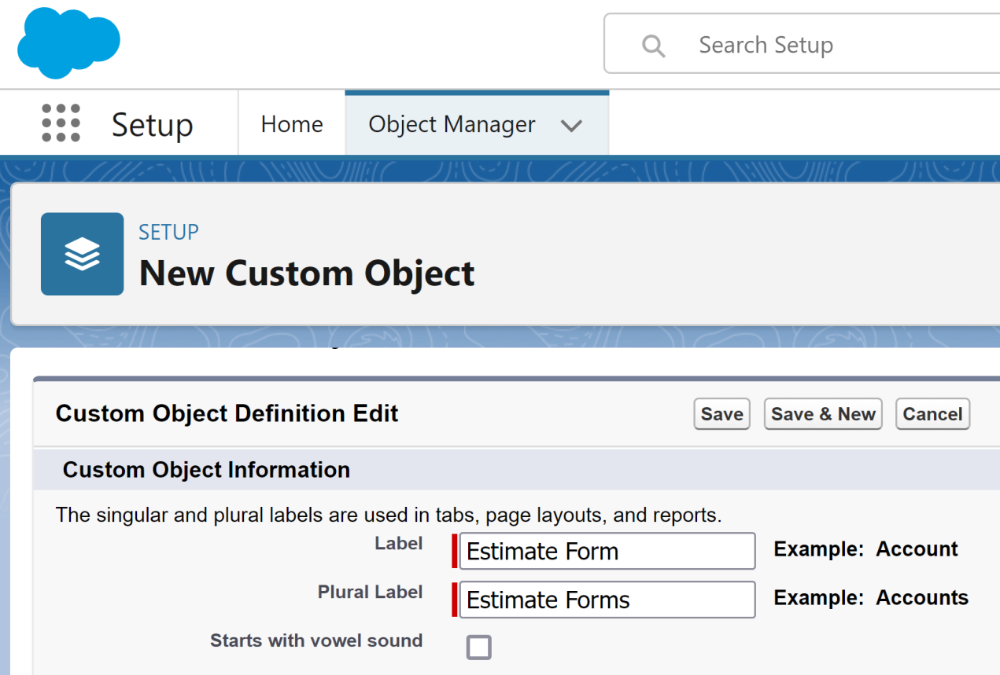 Search Setup
Setup Home Object Manager
SETUP
New Custom Object
Custom Object Definition Edit Save Save & New Cancel
Custom Object Information
The singular and plural labels are used in tabs, page layouts, and reports.
Label Estimate Form Example: Account
Plural Label Estimate Forms Example: Accounts
Starts with vowel sound